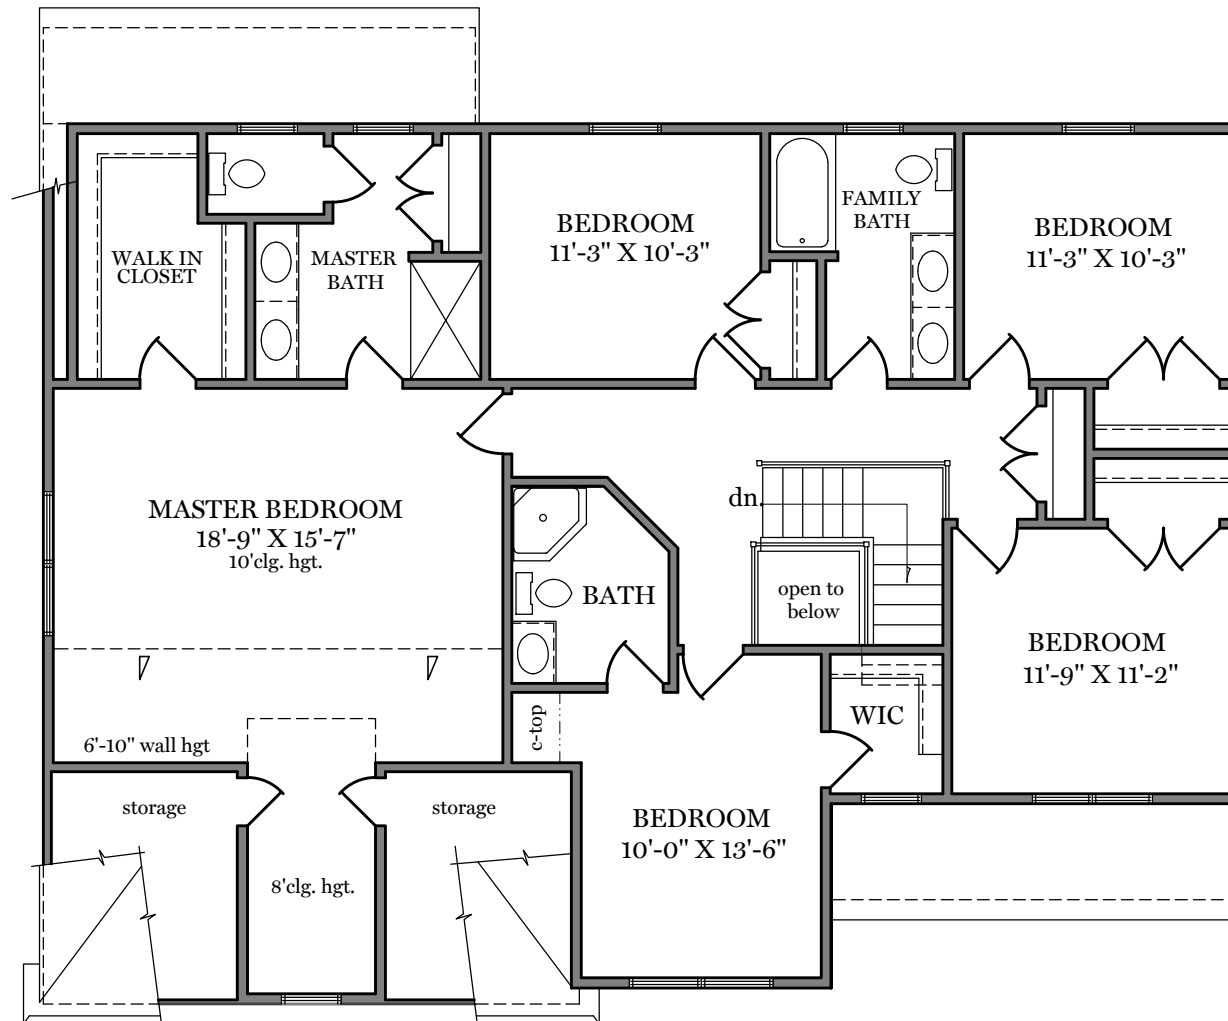 BEDROOM
11'-3" X 10'-3"
FAMILY
BATH
BEDROOM
11'-3" X 10'-3"
WALK IN
CLOSET
MASTER
BATH
MASTER BEDROOM
18'-9" X 15'-7"
10'clg. hgt.
dn.
BATH
open to
below
BEDROOM
11'-9" X 11'-2"
WIC
c-top
6'-10" wall hgt
storage
storage
BEDROOM
10'-0" X 13'-6"
8'clg. hgt.